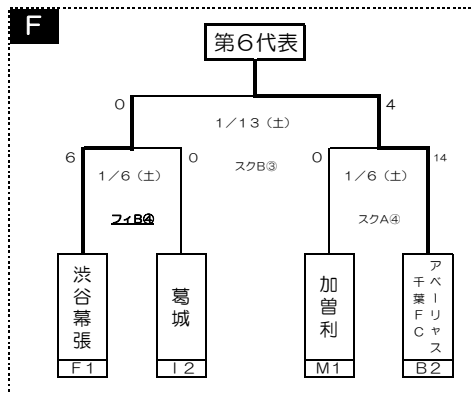 F
第6代表
0
4
1/13（土）
スクB③
6
0
0
14
1/6（土）
1/6（土）
フィB④
スクA④
渋谷幕張
葛城
加曽利
アベーリャス
千葉FC
F1
I2
M1
B2